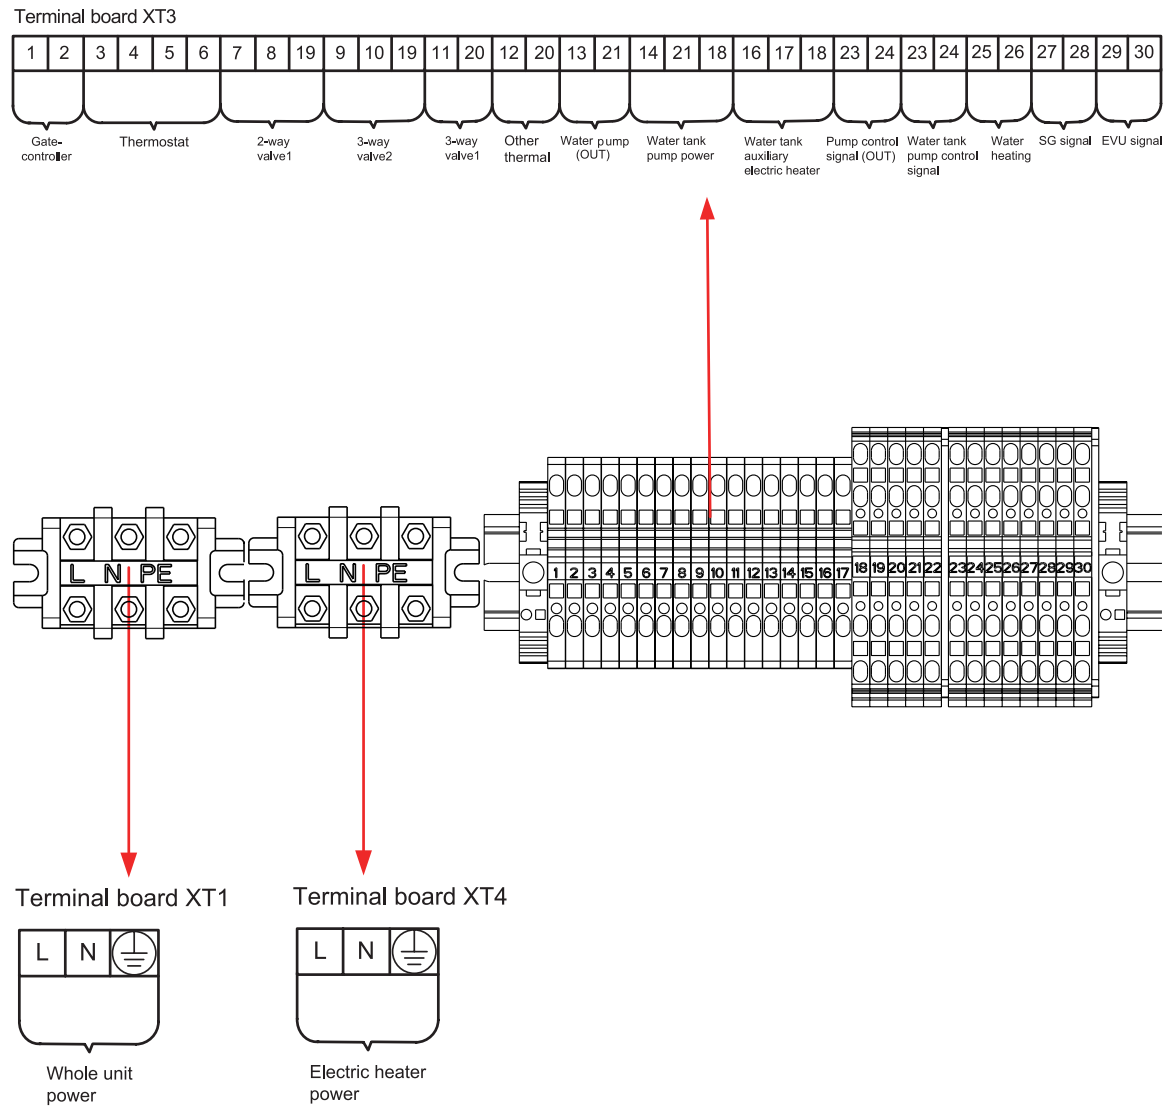 Terminal board XT3
1 2 3 4 5 6 7 8 19 9 10 19 11 20 12 20 13 21 14 21 18 16 17 18 23 24 23 24 25 26 27 28 29 30
Gate-
controller
Thermostat
2-way
valve1
3-way
valve2
3-way
valve1
Other
thermal
Water pump
(OUT)
Water tank
pump power
Water tank
auxiliary
electric heater
Pump control
signal (OUT)
Water tank
pump control
signal
Water
heating
SG signal
EVU signal
L N PE
L N PE
1 2 3 4 5 6 7 8 9 10 11 12 13 14 15 16 17 18 19 20 21 22 23 24 25 26 27 28 29 30
Terminal board XT1
L N
Whole unit
power
Terminal board XT4
L N
Electric heater
power